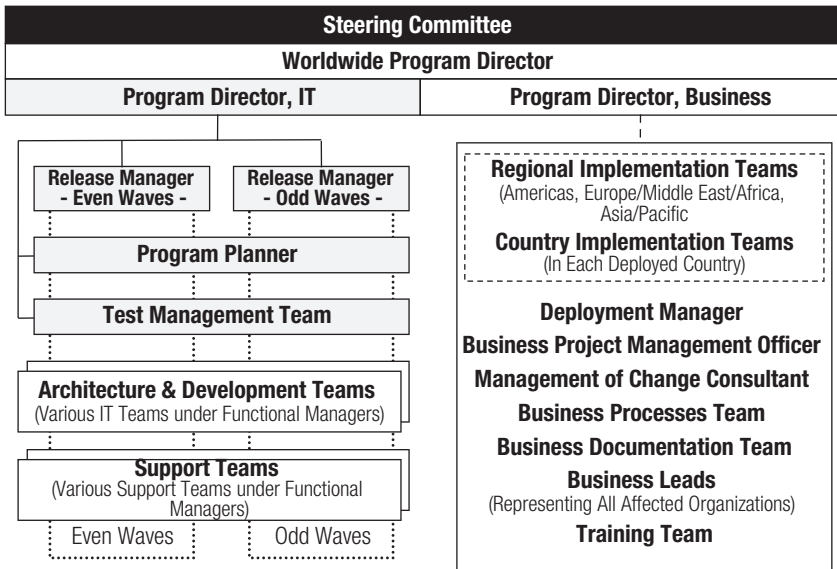 Steering Committee
Worldwide Program Director
Program Director, IT
Program Director, Business
Release Manager
- Even Waves -
Release Manager
- Odd Waves -
Program Planner
Test Management Team
Architecture & Development Teams
(Various IT Teams under Functional Managers)
Support Teams
(Various Support Teams under Functional
Managers)
Even Waves
Odd Waves
Regional Implementation Teams
(Americas, Europe/Middle East/Africa,
Asia/Pacific
Country Implementation Teams
(In Each Deployed Country)
Deployment Manager
Business Project Management Officer
Management of Change Consultant
Business Processes Team
Business Documentation Team
Business Leads
(Representing All Affected Organizations)
Training Team